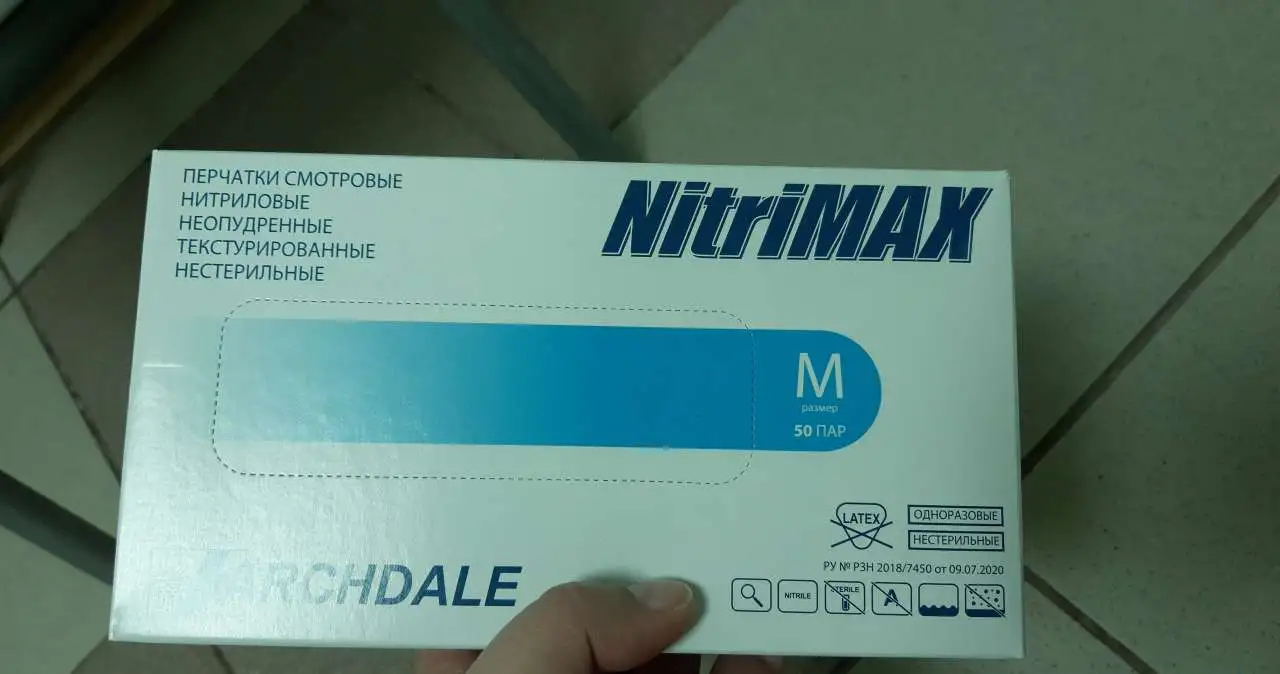 ПЕРЧАТКИ СМОТРОВЫЕ
НИТРИЛОВЫЕ
НЕОПУДРЕННЫЕ
ТЕКСТУРИРОВАННЫЕ
НЕСТЕРИЛЬНЫЕ
NitriMAX
M
размер
50 ПАР
LATEX
ОДНОРАЗОВЫЕ
НЕСТЕРИЛЬНЫЕ
РУ № РЗН 2018/7450 от 09.07.2020
ARCHDALE
NITRILE
STERILE
A